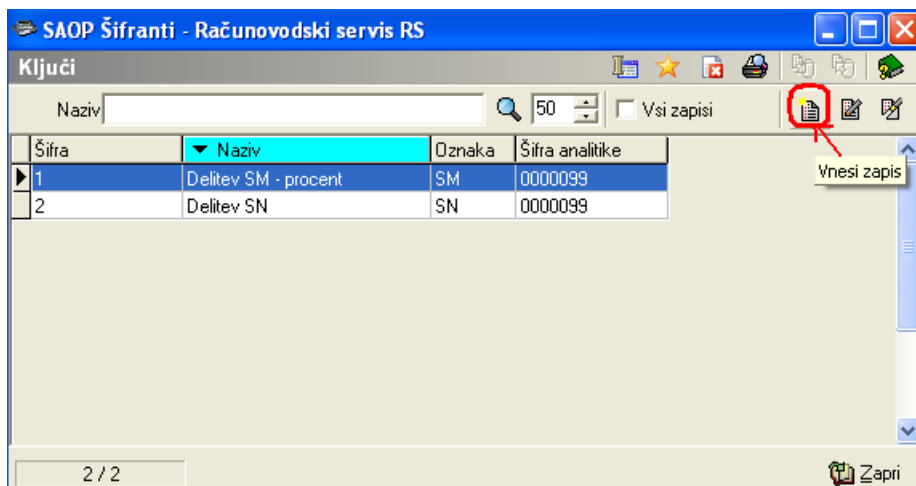 SAOP Šifranti - Računovodski servis RS
Ključi
Naziv 50 Vsi zapisi
Šifra Naziv Oznaka Šifra analitike
Vnesi zapis
1 Delitev SM - procent SM 0000099
2 Delitev SN SN 0000099
2 / 2 Zapri